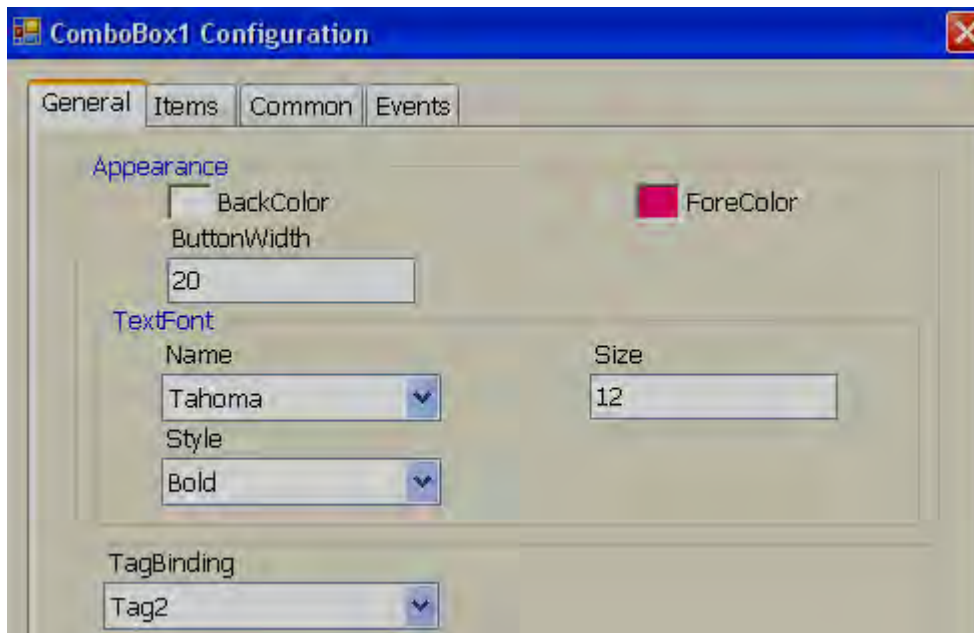 ComboBox1 Configuration
General Items Common Events
Appearance
BackColor ForeColor
ButtonWidth
20
TextFont
Name Size
Tahoma 12
Style
Bold
TagBinding
Tag2